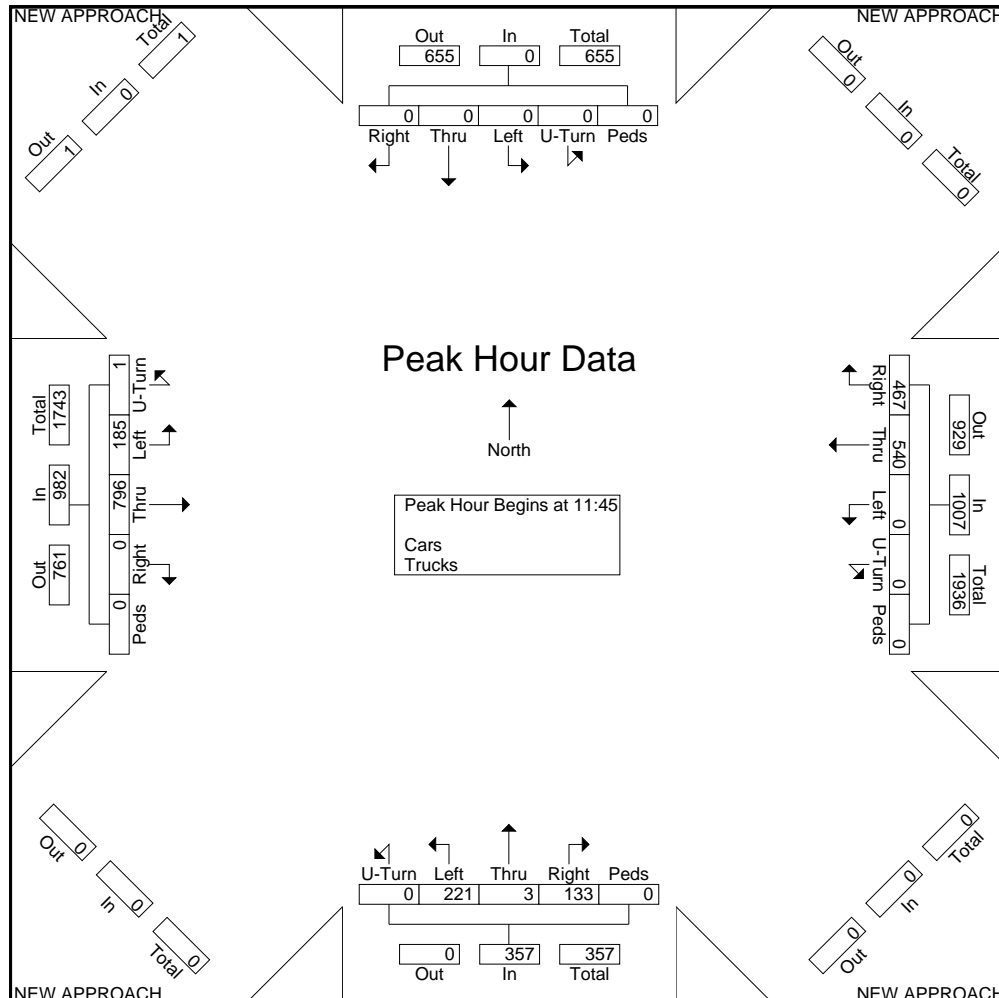 NEW APPROACH
Total
1
In
0
Out
1
Out In Total
655 0 655
0 0 0 0 0
Right Thru Left U-Turn Peds
NEW APPROACH
Out
0
In
0
Total
0
Total
1743
In
982
Out
761
1 185 796 0 0
U-Turn Left Thru Right Peds
Peak Hour Data
North
Peak Hour Begins at 11:45
Cars
Trucks
Right Thru Left U-Turn Peds
467 540 0 0 0
Out
929
In
1007
Total
1936
Out
0
In
0
Total
0
NEW APPROACH
U-Turn Left Thru Right Peds
0 221 3 133 0
0 357 357
Out In Total
0
Total
0
In
0
Out
NEW APPROACH